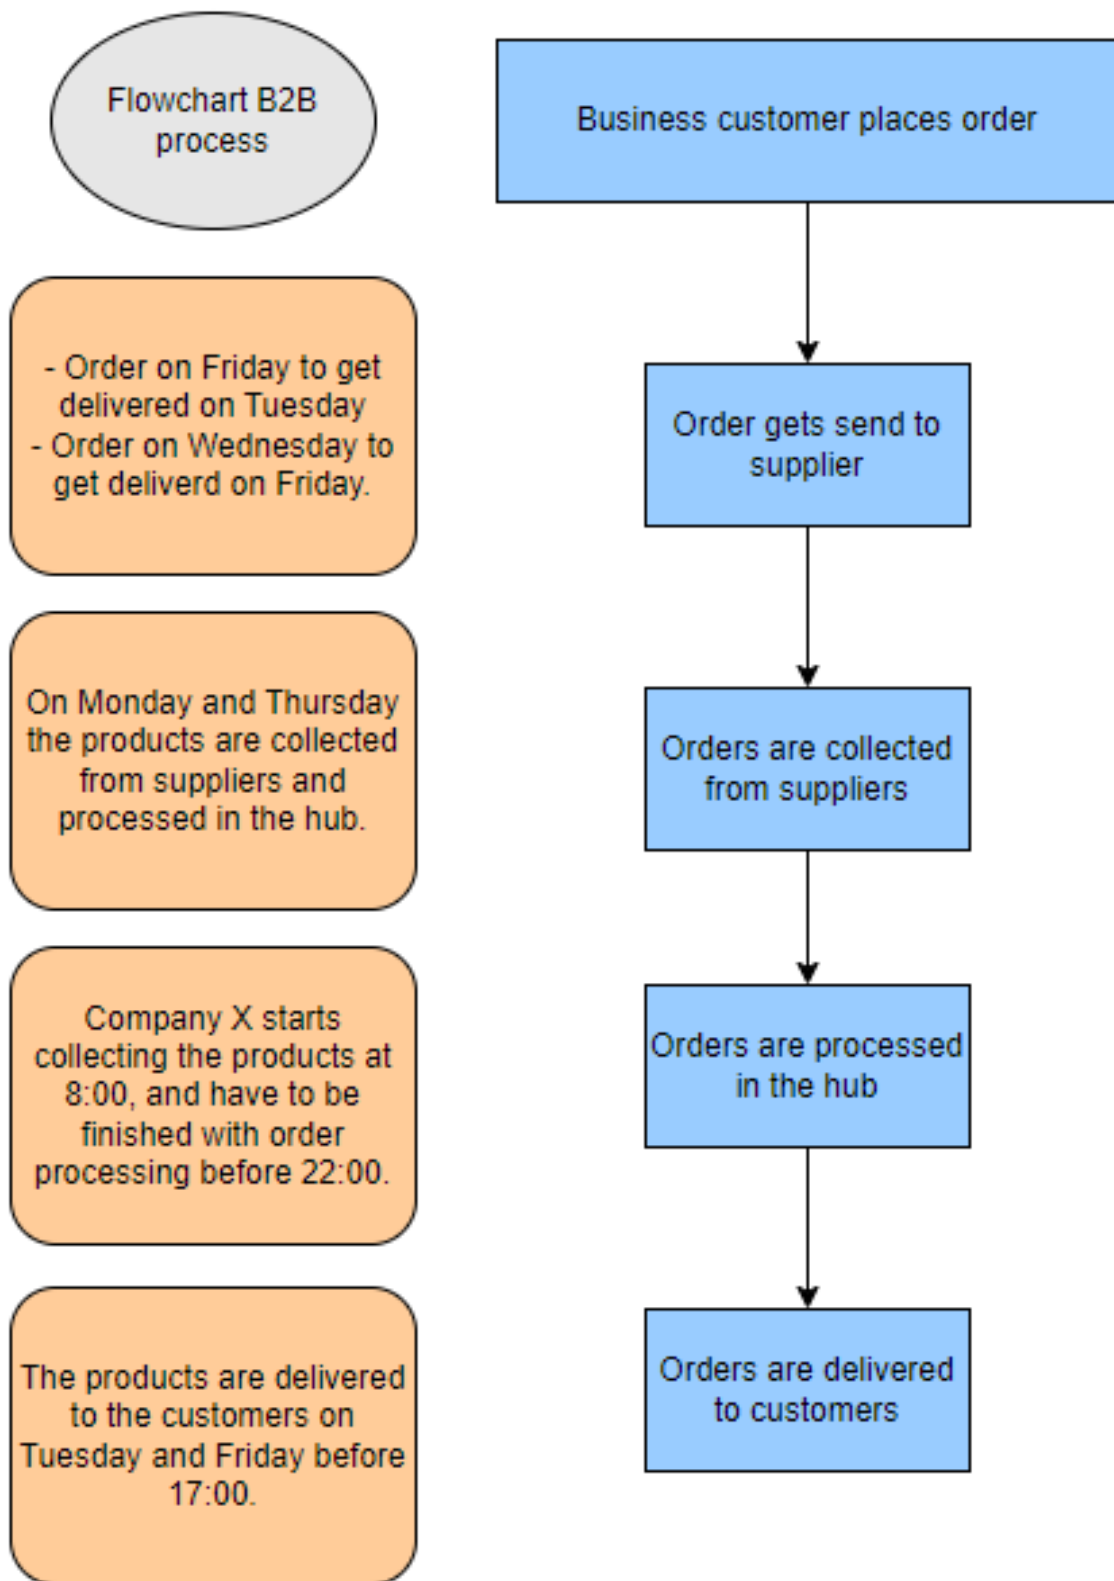 Flowchart B2B
process
Business customer places order
- Order on Friday to get
delivered on Tuesday
- Order on Wednesday to
get deliverd on Friday.
Order gets send to
supplier
On Monday and Thursday
the products are collected
from suppliers and
processed in the hub.
Orders are collected
from suppliers
Company X starts
collecting the products at
8:00, and have to be
finished with order
processing before 22:00.
Orders are processed
in the hub
The products are delivered
to the customers on
Tuesday and Friday before
17:00.
Orders are delivered
to customers